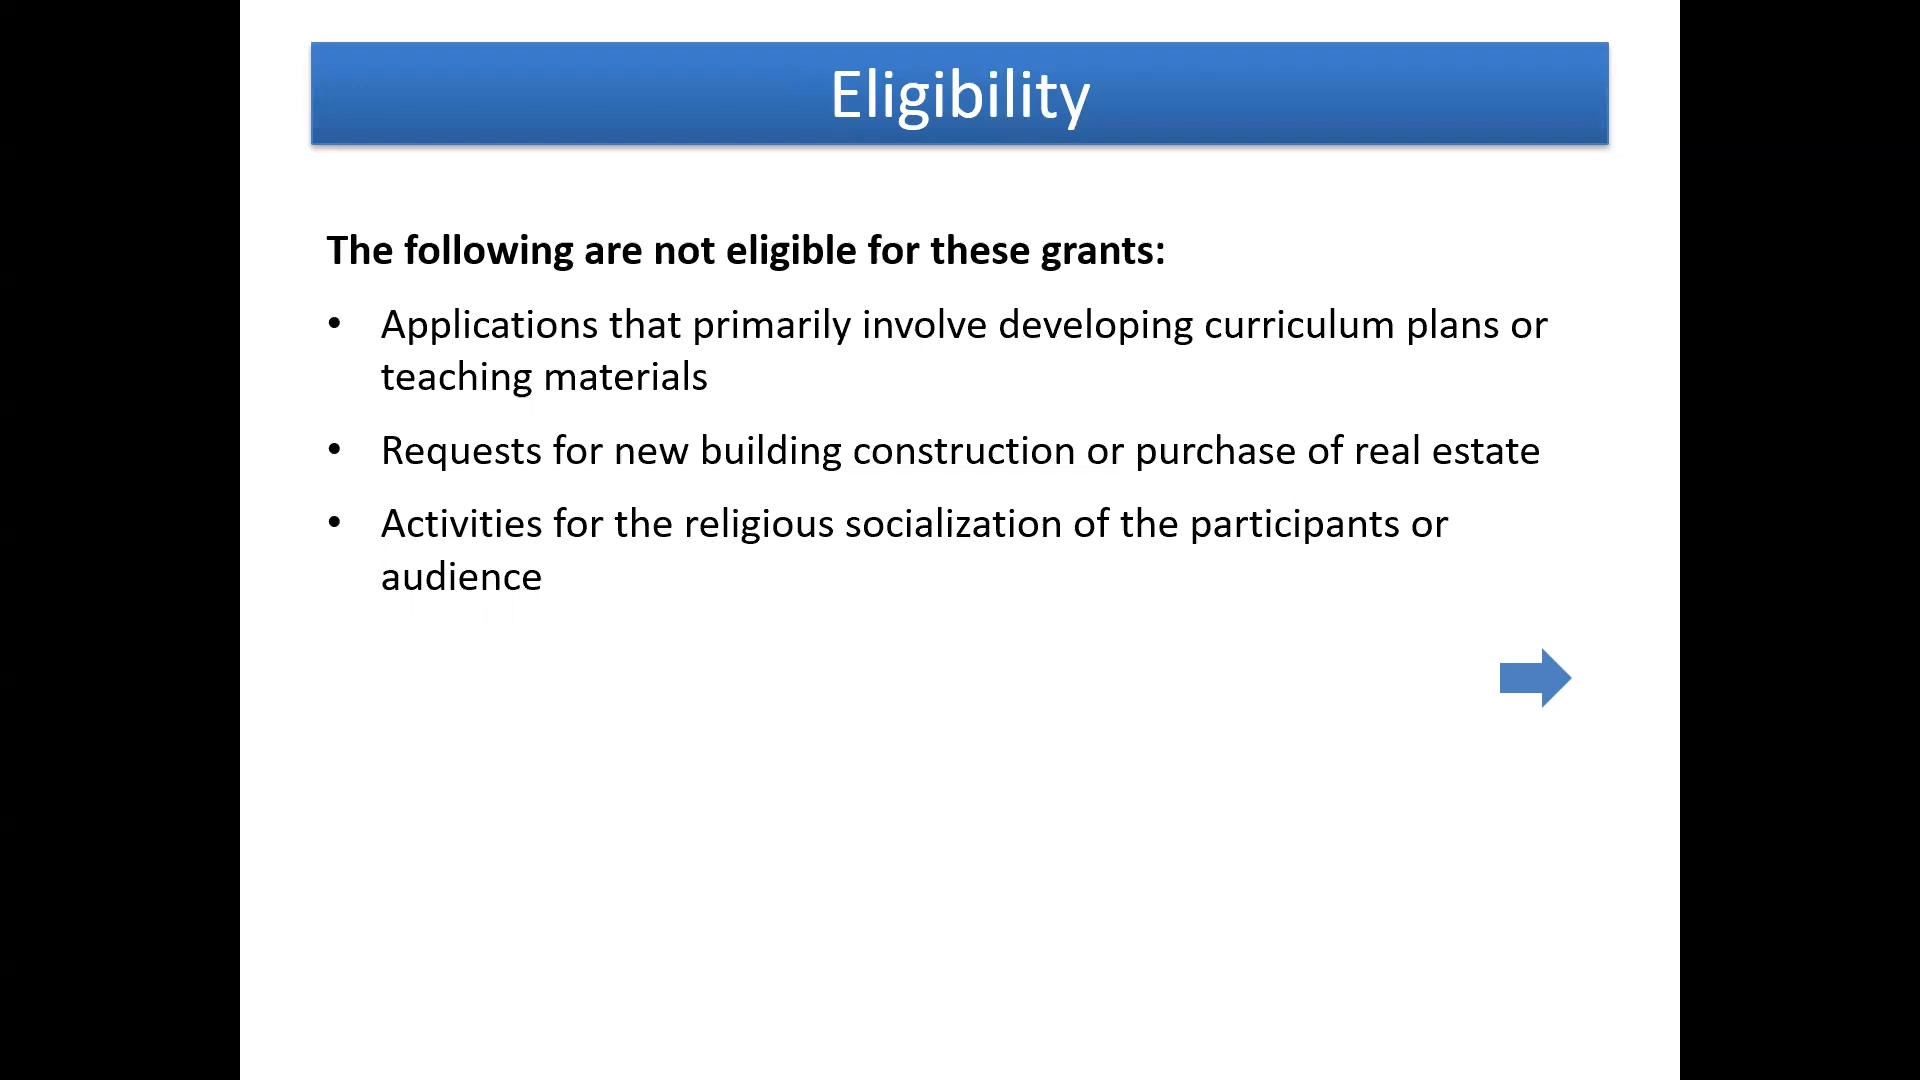 Eligibility
The following are not eligible for these grants:
• Applications that primarily involve developing curriculum plans or
teaching materials
• Requests for new building construction or purchase of real estate
• Activities for the religious socialization of the participants or
audience